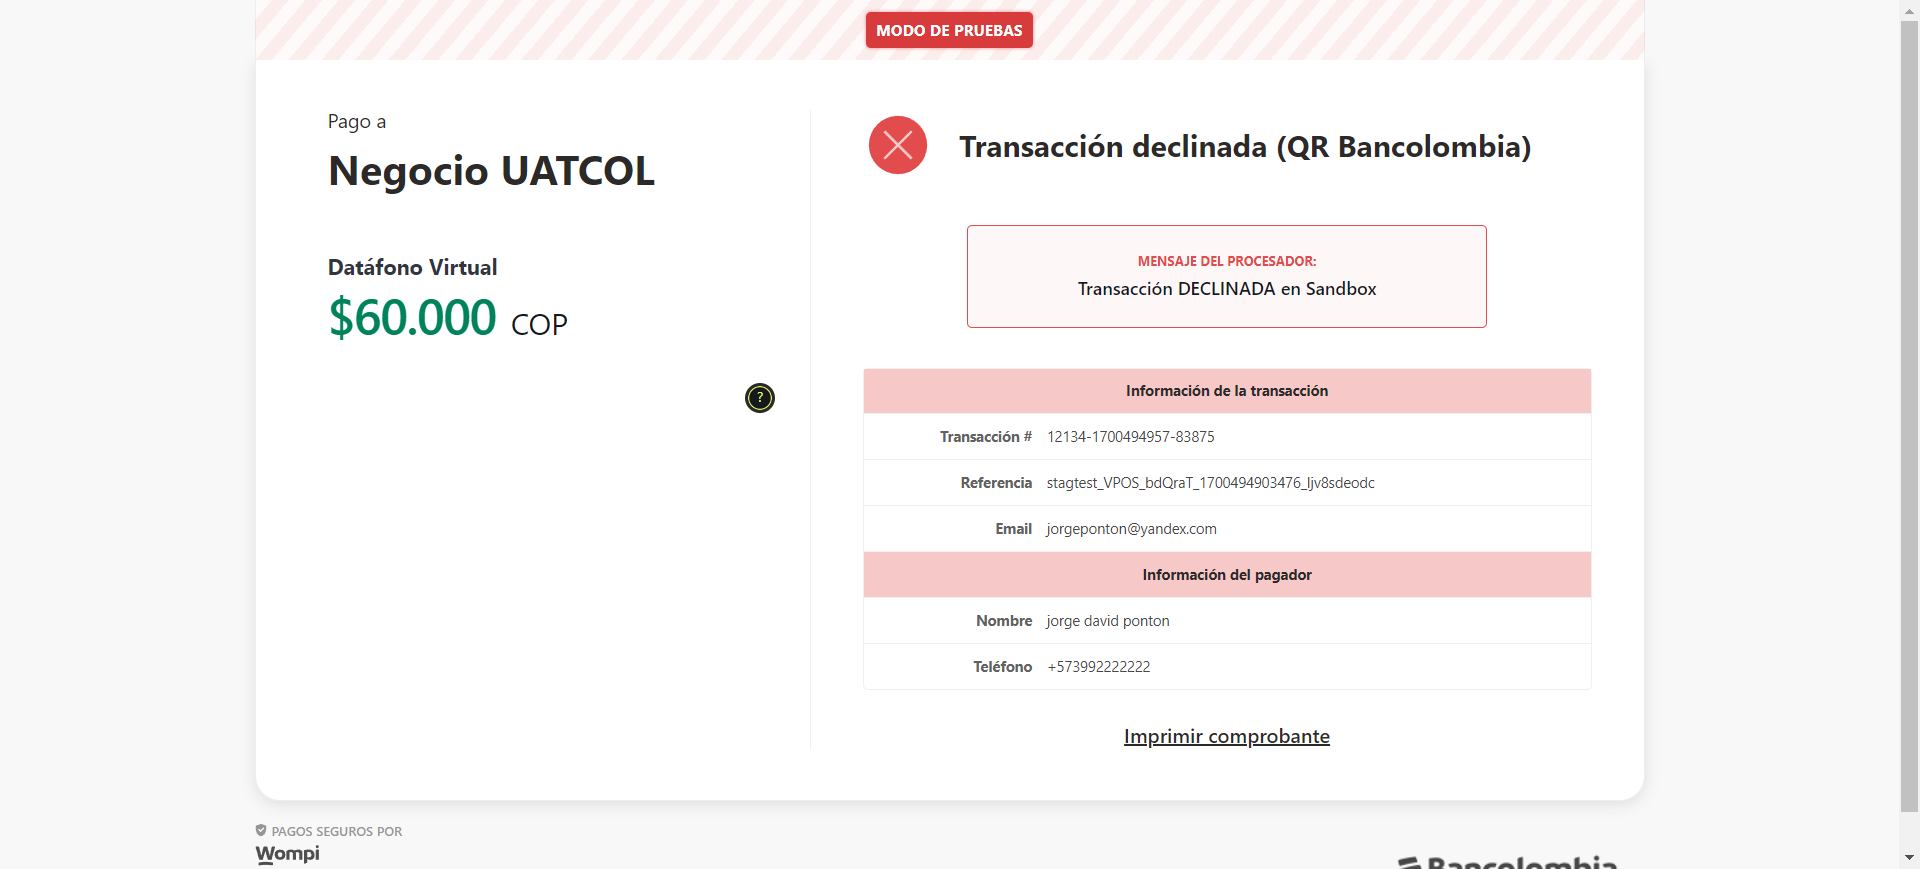 MODO DE PRUEBAS
Pago a
Negocio UATCOL
Datáfono Virtual
$60.000 COP
?
Transacción declinada (QR Bancolombia)
MENSAJE DEL PROCESADOR:
Transacción DECLINADA en Sandbox
Información de la transacción
Transacción # 12134-1700494957-83875
Referencia stagtest_VPOS_bdQraT_1700494903476_ljv8sdeodc
Email jorgeponton@yandex.com
Información del pagador
Nombre jorge david ponton
Teléfono +573992222222
Imprimir comprobante
PAGOS SEGUROS POR
Wompi
Bancolombia